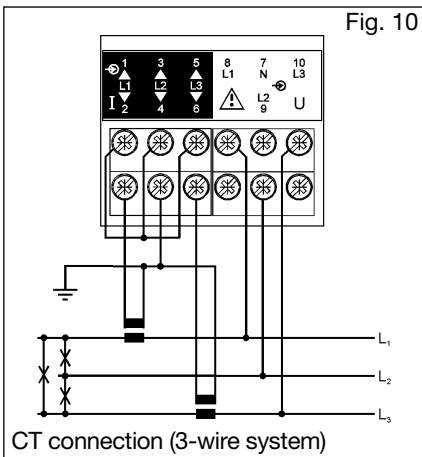 Fig. 10
1 3 5 8 7 10
L1 N L3
L1 L2 L3
I 2 4 6 L2 9 U
L₁
L₂
L₃
CT connection (3-wire system)